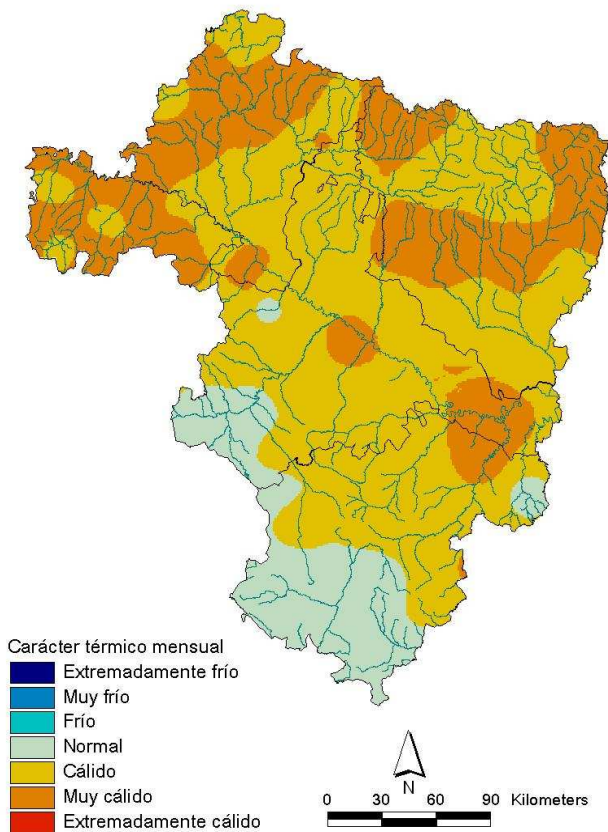 Carácter térmico mensual
Extremadamente frío
Muy frío
Frío
Normal
Cálido
Muy cálido
Extremadamente cálido
N
0 30 60 90 Kilometers